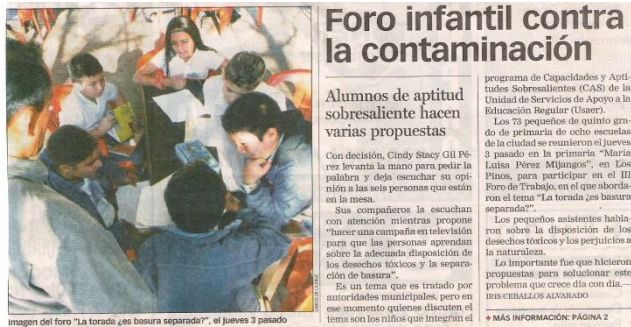 Foro infantil contra
la contaminación
Alumnos de aptitud
sobresaliente hacen
varias propuestas
Con decisión, Cindy Stacy Gil Pé-
rez levanta la mano para pedir la
palabra y deja escuchar su opi-
nión a las seis personas que están
en la mesa.
Sus compañeros la escuchan
con atención mientras propone
“hacer una campaña en televisión
para que las personas aprendan
sobre la adecuada disposición de
los desechos tóxicos y la separa-
ción de basura”.
Es un tema que es tratado por
autoridades municipales, pero en
ese momento quienes discuten el
tema son los niños que integran el
programa de Capacidades y Apti-
tudes Sobresalientes (CAS) de la
Unidad de Servicios de Apoyo a la
Educación Regular (Usaer).
Los 73 pequeños de quinto gra-
do de primaria de ocho escuelas
de la ciudad se reunieron el jueves
3 pasado en la primaria “María
Luisa Pérez Mijangos”, en Los
Pinos, para participar en el III
Foro de Trabajo, en el que aborda-
ron el tema “La torada ¿es basura
separada?”.
Los pequeños asistentes habla-
ron sobre la disposición de los
desechos tóxicos y los perjuicios a
la naturaleza.
Lo importante fue que hicieron
propuestas para solucionar este
problema que crece día con día.—
IRIS CEBALLOS ALVARADO
+ MÁS INFORMACIÓN: PÁGINA 2
Imagen del foro "La torada ¿es basura separada?", el jueves 3 pasado